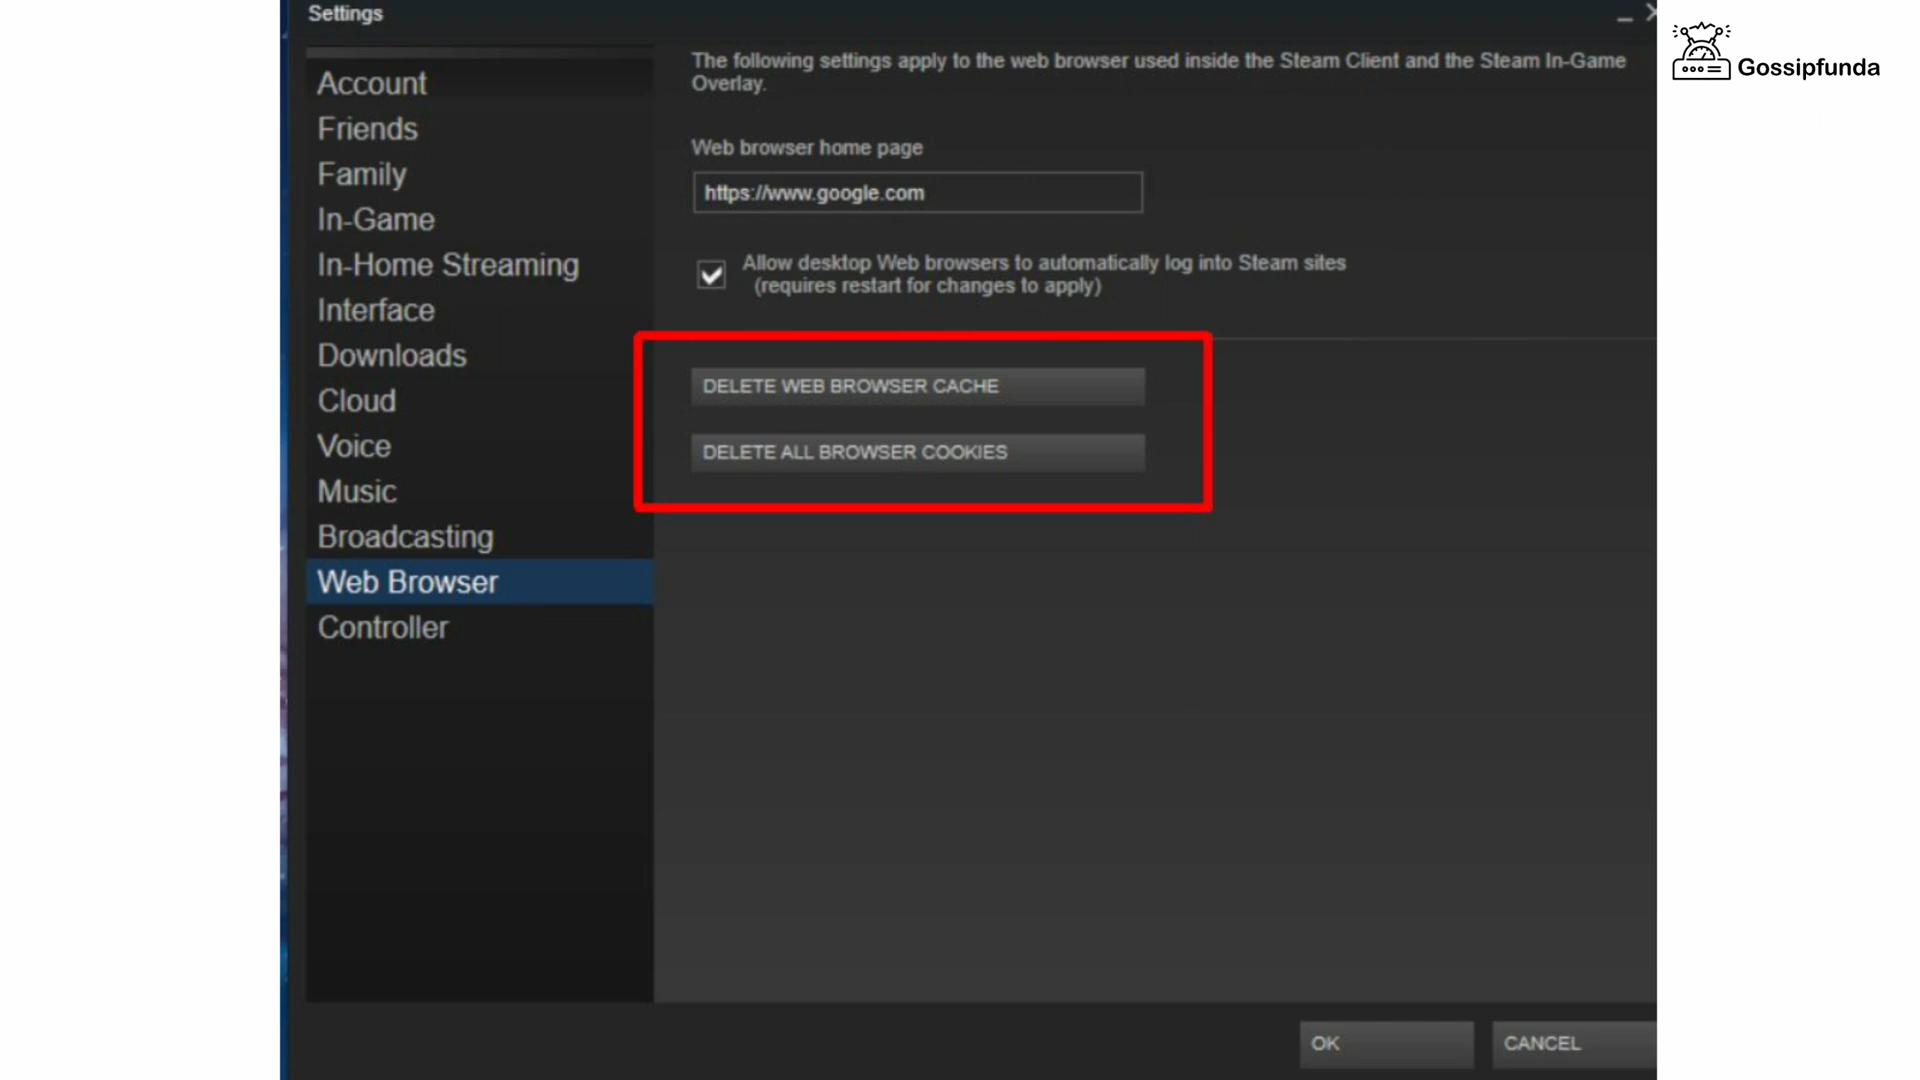 Settings
Gossipfunda
Account
Friends
Family
In-Game
In-Home Streaming
Interface
Downloads
Cloud
Voice
Music
Broadcasting
Web Browser
Controller
The following settings apply to the web browser used inside the Steam Client and the Steam In-Game
Overlay.
Web browser home page
https://www.google.com
Allow desktop Web browsers to automatically log into Steam sites
(requires restart for changes to apply)
DELETE WEB BROWSER CACHE
DELETE ALL BROWSER COOKIES
OK
CANCEL